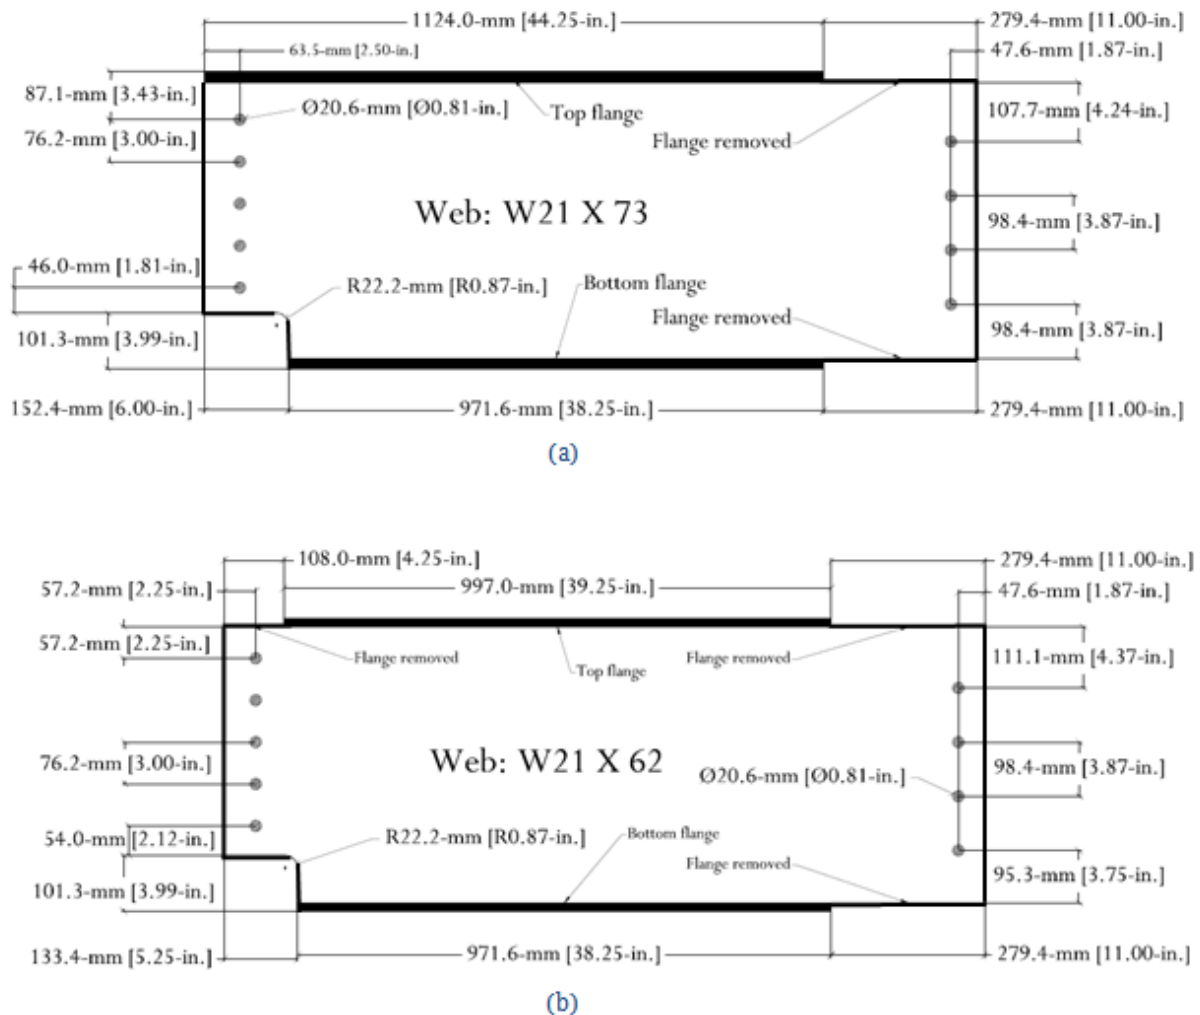 1124.0-mm [44.25-in.]
279.4-mm [11.00-in.]
63.5-mm [2.50-in.]
47.6-mm [1.87-in.]
87.1-mm [3.43-in.]
Ø20.6-mm [Ø0.81-in.]
Top flange
107.7-mm [4.24-in.]
76.2-mm [3.00-in.]
Flange removed
Web: W21 X 73
98.4-mm [3.87-in.]
46.0-mm [1.81-in.]
R22.2-mm [R0.87-in.]
Bottom flange
Flange removed
101.3-mm [3.99-in.]
98.4-mm [3.87-in.]
152.4-mm [6.00-in.]
971.6-mm [38.25-in.]
279.4-mm [11.00-in.]
(a)
108.0-mm [4.25-in.]
279.4-mm [11.00-in.]
57.2-mm [2.25-in.]
997.0-mm [39.25-in.]
47.6-mm [1.87-in.]
57.2-mm [2.25-in.]
Flange removed
Top flange
Flange removed
111.1-mm [4.37-in.]
76.2-mm [3.00-in.]
Web: W21 X 62
Ø20.6-mm [Ø0.81-in.]
98.4-mm [3.87-in.]
54.0-mm [2.12-in.]
R22.2-mm [R0.87-in.]
Bottom flange
Flange removed
101.3-mm [3.99-in.]
95.3-mm [3.75-in.]
133.4-mm [5.25-in.]
971.6-mm [38.25-in.]
279.4-mm [11.00-in.]
(b)